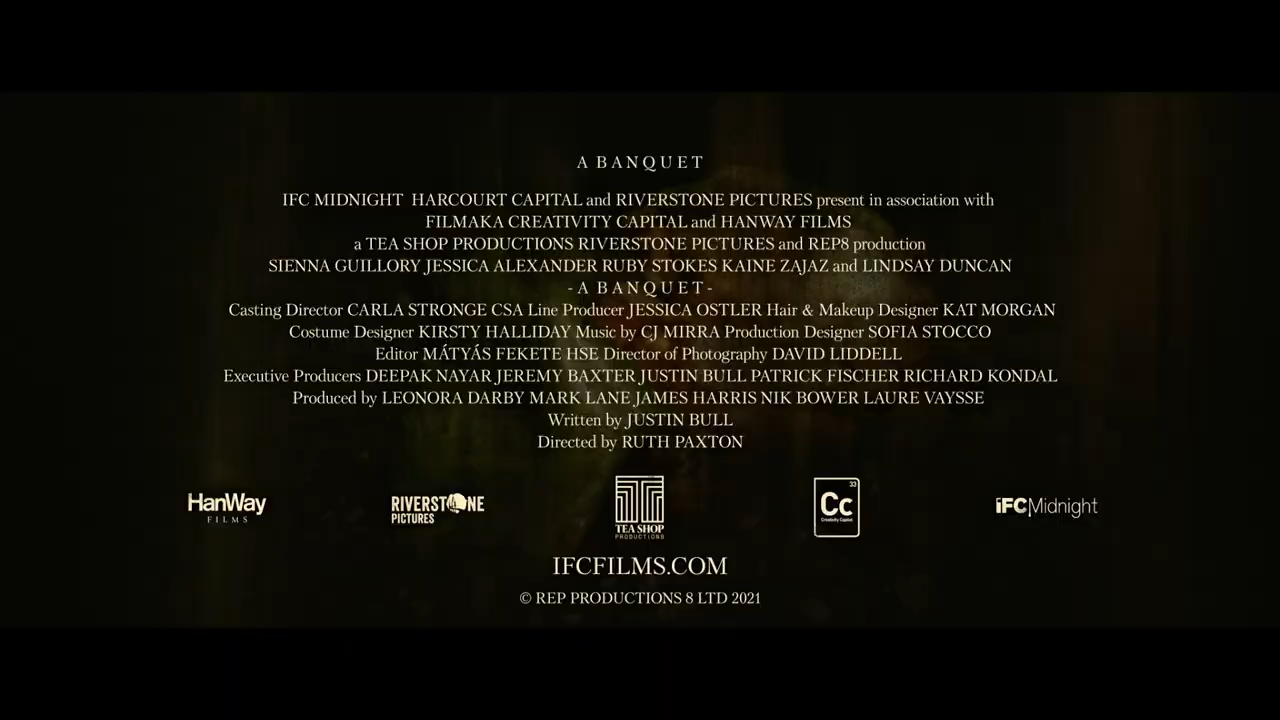 A BANQUET
IFC MIDNIGHT HARCOURT CAPITAL and RIVERSTONE PICTURES present in association with
FILMAKA CREATIVITY CAPITAL and HANWAY FILMS
a TEA SHOP PRODUCTIONS RIVERSTONE PICTURES and REP8 production
SIENNA GUILLORY JESSICA ALEXANDER RUBY STOKES KAINE ZAJAZ and LINDSAY DUNCAN
- A BANQUET -
Casting Director CARLA STRONGE CSA Line Producer JESSICA OSTLER Hair & Makeup Designer KAT MORGAN
Costume Designer KIRSTY HALLIDAY Music by CJ MIRRA Production Designer SOFIA STOCCO
Editor MÁTYÁS FEKETE HSE Director of Photography DAVID LIDDELL
Executive Producers DEEPAK NAYAR JEREMY BAXTER JUSTIN BULL PATRICK FISCHER RICHARD KONDAL
Produced by LEONORA DARBY MARK LANE JAMES HARRIS NIK BOWER LAURE VAYSSE
Written by JUSTIN BULL
Directed by RUTH PAXTON
HanWay
FILMS
RIVERSTONE
PICTURES
TEA SHOP
PRODUCTIONS
33
Cc
Creativity Capital
IFCMidnight
IFCFILMS.COM
© REP PRODUCTIONS 8 LTD 2021